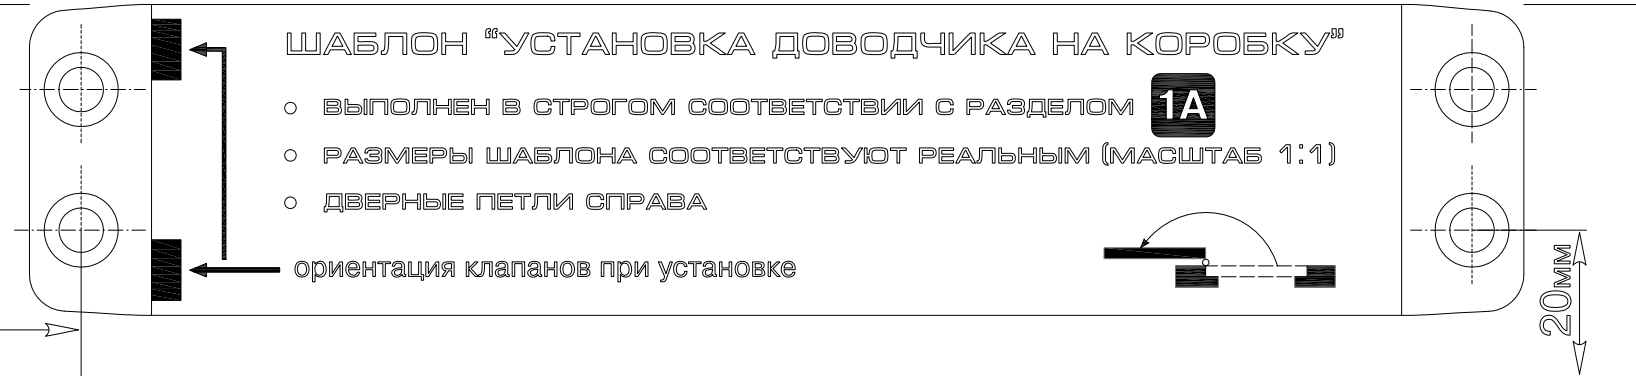 ШАБЛОН “УСТАНОВКА ДОВОДЧИКА НА КОРОБКУ”
ВЫПОЛНЕН В СТРОГОМ СООТВЕТСТВИИ С РАЗДЕЛОМ 1A
РАЗМЕРЫ ШАБЛОНА СООТВЕТСТВУЮТ РЕАЛЬНЫМ (МАСШТАБ 1:1)
ДВЕРНЫЕ ПЕТЛИ СПРАВА
ориентация клапанов при установке
20мм